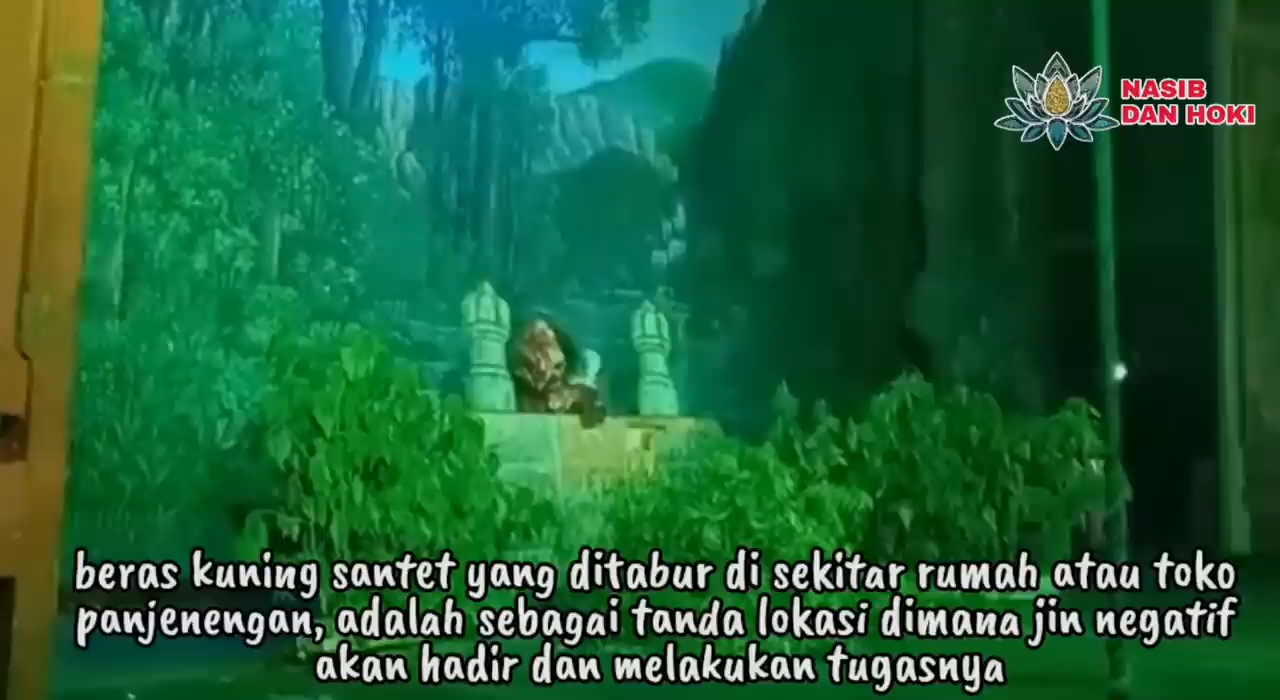 NASIB
DAN HOKI
beras kuning santet yang ditabur di sekitar rumah atau toko
panjenengan, adalah sebagai tanda lokasi dimana jin negatif
akan hadir dan melakukan tugasnya